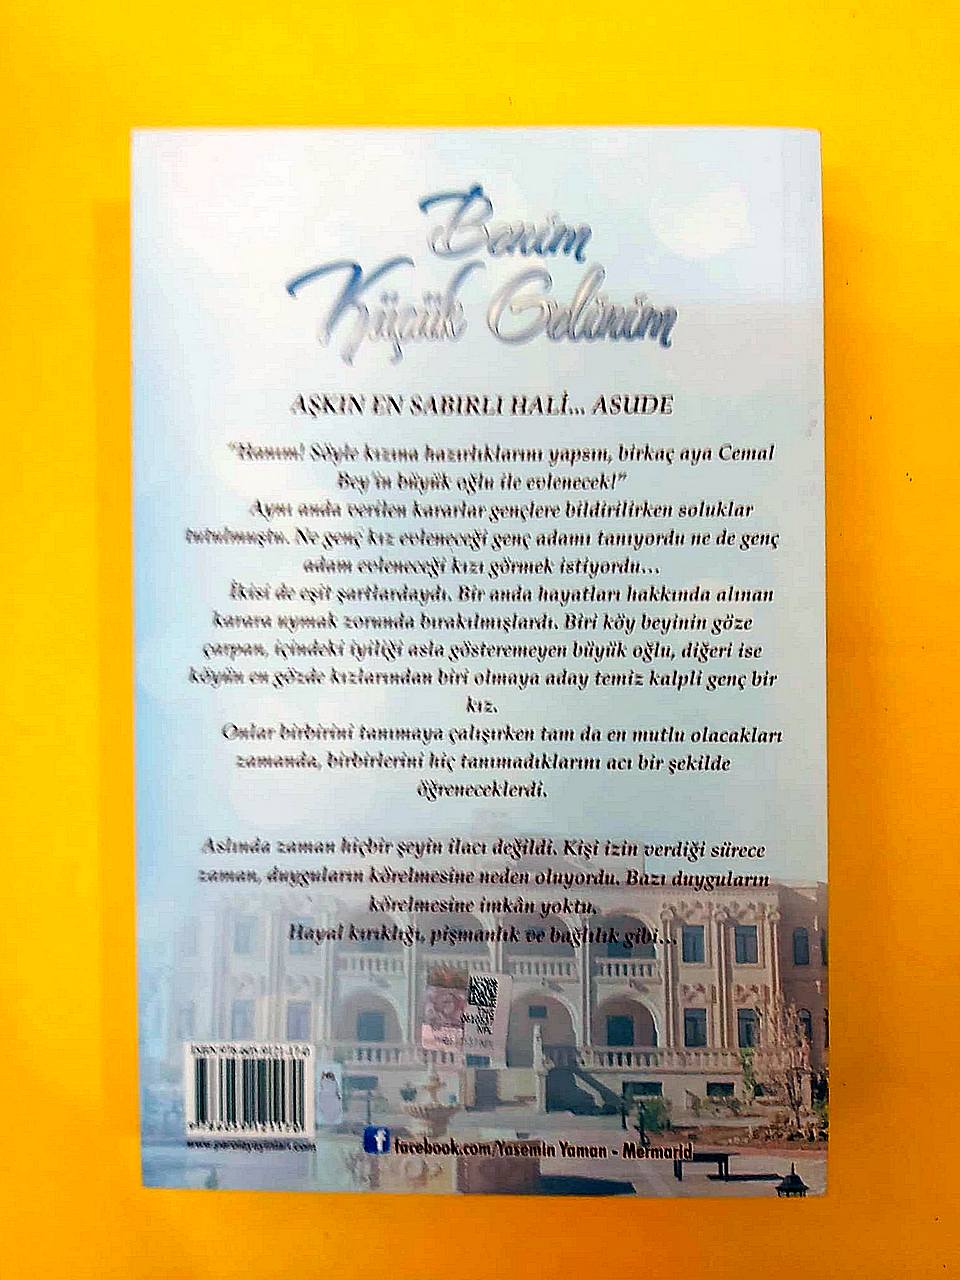 Benim
Küçük Gelinim
AŞKIN EN SABIRLI HALİ... ASUDE
"Hanım! Söyle kızına hazırlıklarını yapsın, birkaç aya Cemal
Bey'in büyük oğlu ile evlenecek!"
Aynı anda verilen kararlar gençlere bildirilirken soluklar
tutulmuştu. Ne genç kız evleneceği genç adamı tanıyordu ne de genç
adam evleneceği kızı görmek istiyordu...
İkisi de eşit şartlardaydı. Bir anda hayatları hakkında alınan
karara uymak zorunda bırakılmışlardı. Biri köy beyinin göze
çarpan, içindeki iyiliği asla gösteremeyen büyük oğlu, diğeri ise
köyün en gözde kızlarından biri olmaya aday temiz kalpli genç bir
kız.
Onlar birbirini tanımaya çalışırken tam da en mutlu olacakları
zamanda, birbirlerini hiç tanımadıklarını acı bir şekilde
öğreneceklerdi.
Aslında zaman hiçbir şeyin ilacı değildi. Kişi izin verdiği sürece
zaman, duyguların körelmesine neden oluyordu. Bazı duyguların
körelmesine imkân yoktu.
Hayal kırıklığı, pişmanlık ve bağlılık gibi...
www.parolayayinlari.com
facebook.com/Yasemin Yaman - Mermarid